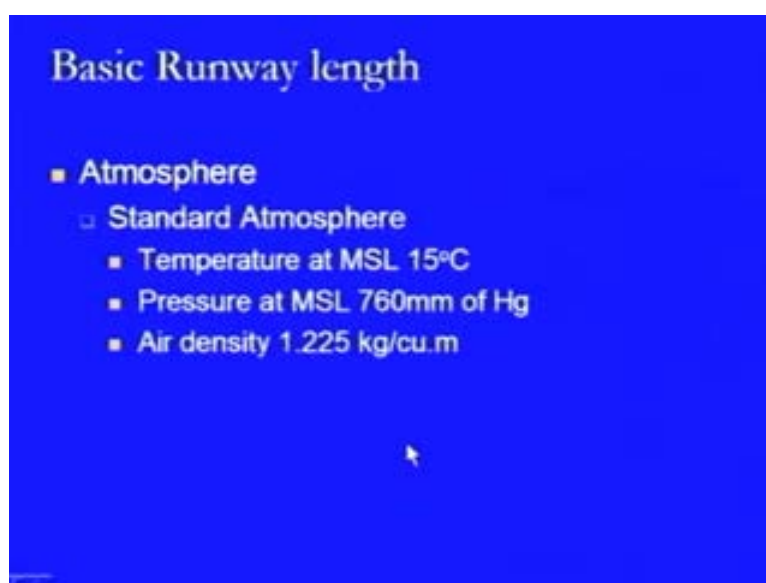 Basic Runway length
Atmosphere
Standard Atmosphere
Temperature at MSL 15°C
Pressure at MSL 760mm of Hg
Air density 1.225 kg/cu.m